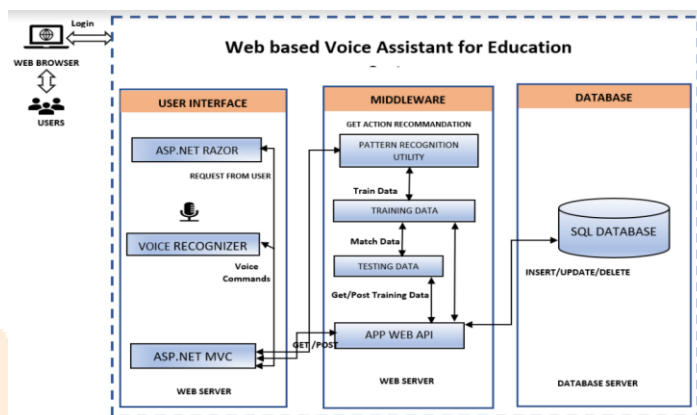 Login
WEB BROWSER
USERS
Web based Voice Assistant for Education
USER INTERFACE
ASP.NET RAZOR
REQUEST FROM USER
VOICE RECOGNIZER
Voice
Commands
ASP.NET MVC
WEB SERVER
MIDDLEWARE
GET ACTION RECOMMANDATION
PATTERN RECOGNITION
UTILITY
Train Data
TRAINING DATA
Match Data
TESTING DATA
Get/Post Training Data
APP WEB API
GET /POST
WEB SERVER
DATABASE
SQL DATABASE
INSERT/UPDATE/DELETE
DATABASE SERVER